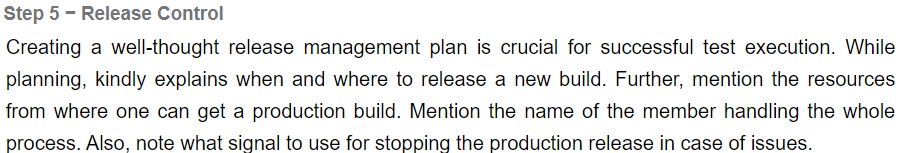 Step 5 − Release Control
Creating a well-thought release management plan is crucial for successful test execution. While
planning, kindly explains when and where to release a new build. Further, mention the resources
from where one can get a production build. Mention the name of the member handling the whole
process. Also, note what signal to use for stopping the production release in case of issues.